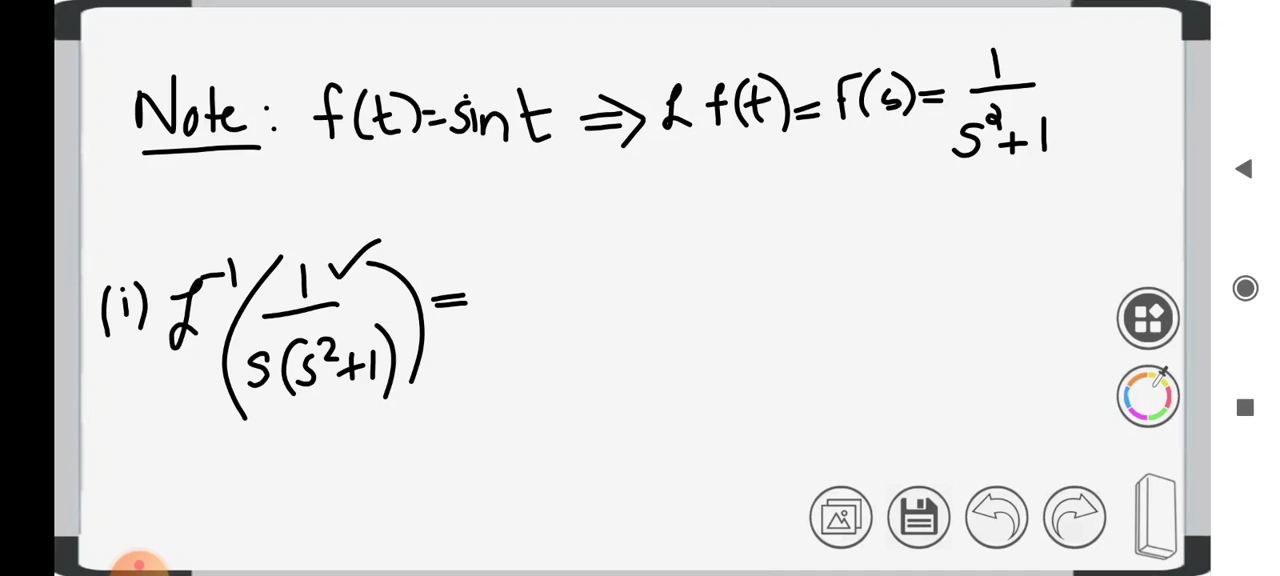 Note: f(t)=sin t ⇒ ℒ f(t)= F(s)= 1/(s²+1)
(i) ℒ⁻¹(1/(s(s²+1))) = ✓